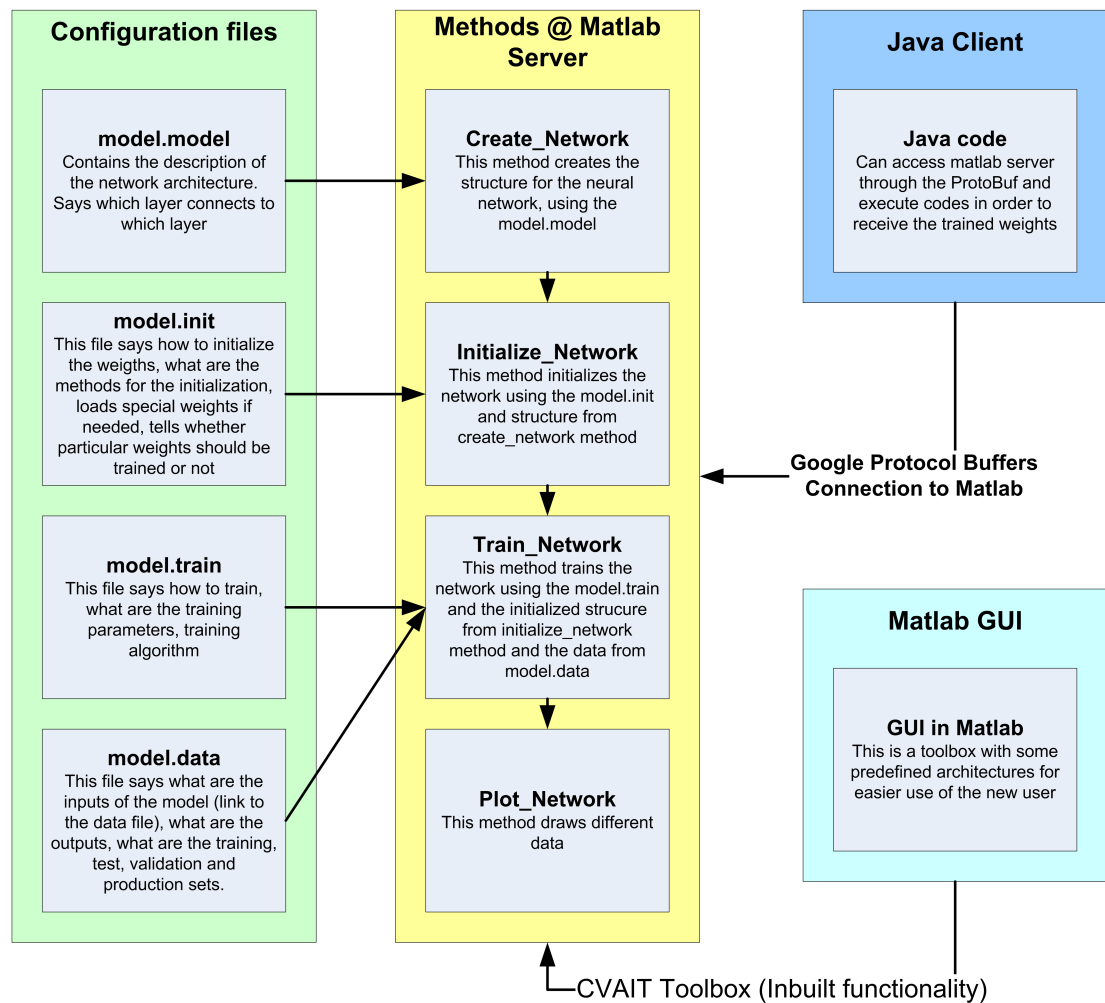 Configuration files
model.model
Contains the description of
the network architecture.
Says which layer connects to
which layer
model.init
This file says how to initialize
the weigths, what are the
methods for the initialization,
loads special weights if
needed, tells whether
particular weights should be
trained or not
model.train
This file says how to train,
what are the training
parameters, training
algorithm
model.data
This file says what are the
inputs of the model (link to
the data file), what are the
outputs, what are the training,
test, validation and
production sets.
Methods @ Matlab
Server
Create_Network
This method creates the
structure for the neural
network, using the
model.model
Initialize_Network
This method initializes the
network using the model.init
and structure from
create_network method
Train_Network
This method trains the
network using the model.train
and the initialized strucure
from initialize_network
method and the data from
model.data
Plot_Network
This method draws different
data
Java Client
Java code
Can access matlab server
through the ProtoBuf and
execute codes in order to
receive the trained weights
Google Protocol Buffers
Connection to Matlab
Matlab GUI
GUI in Matlab
This is a toolbox with some
predefined architectures for
easier use of the new user
CVAIT Toolbox (Inbuilt functionality)